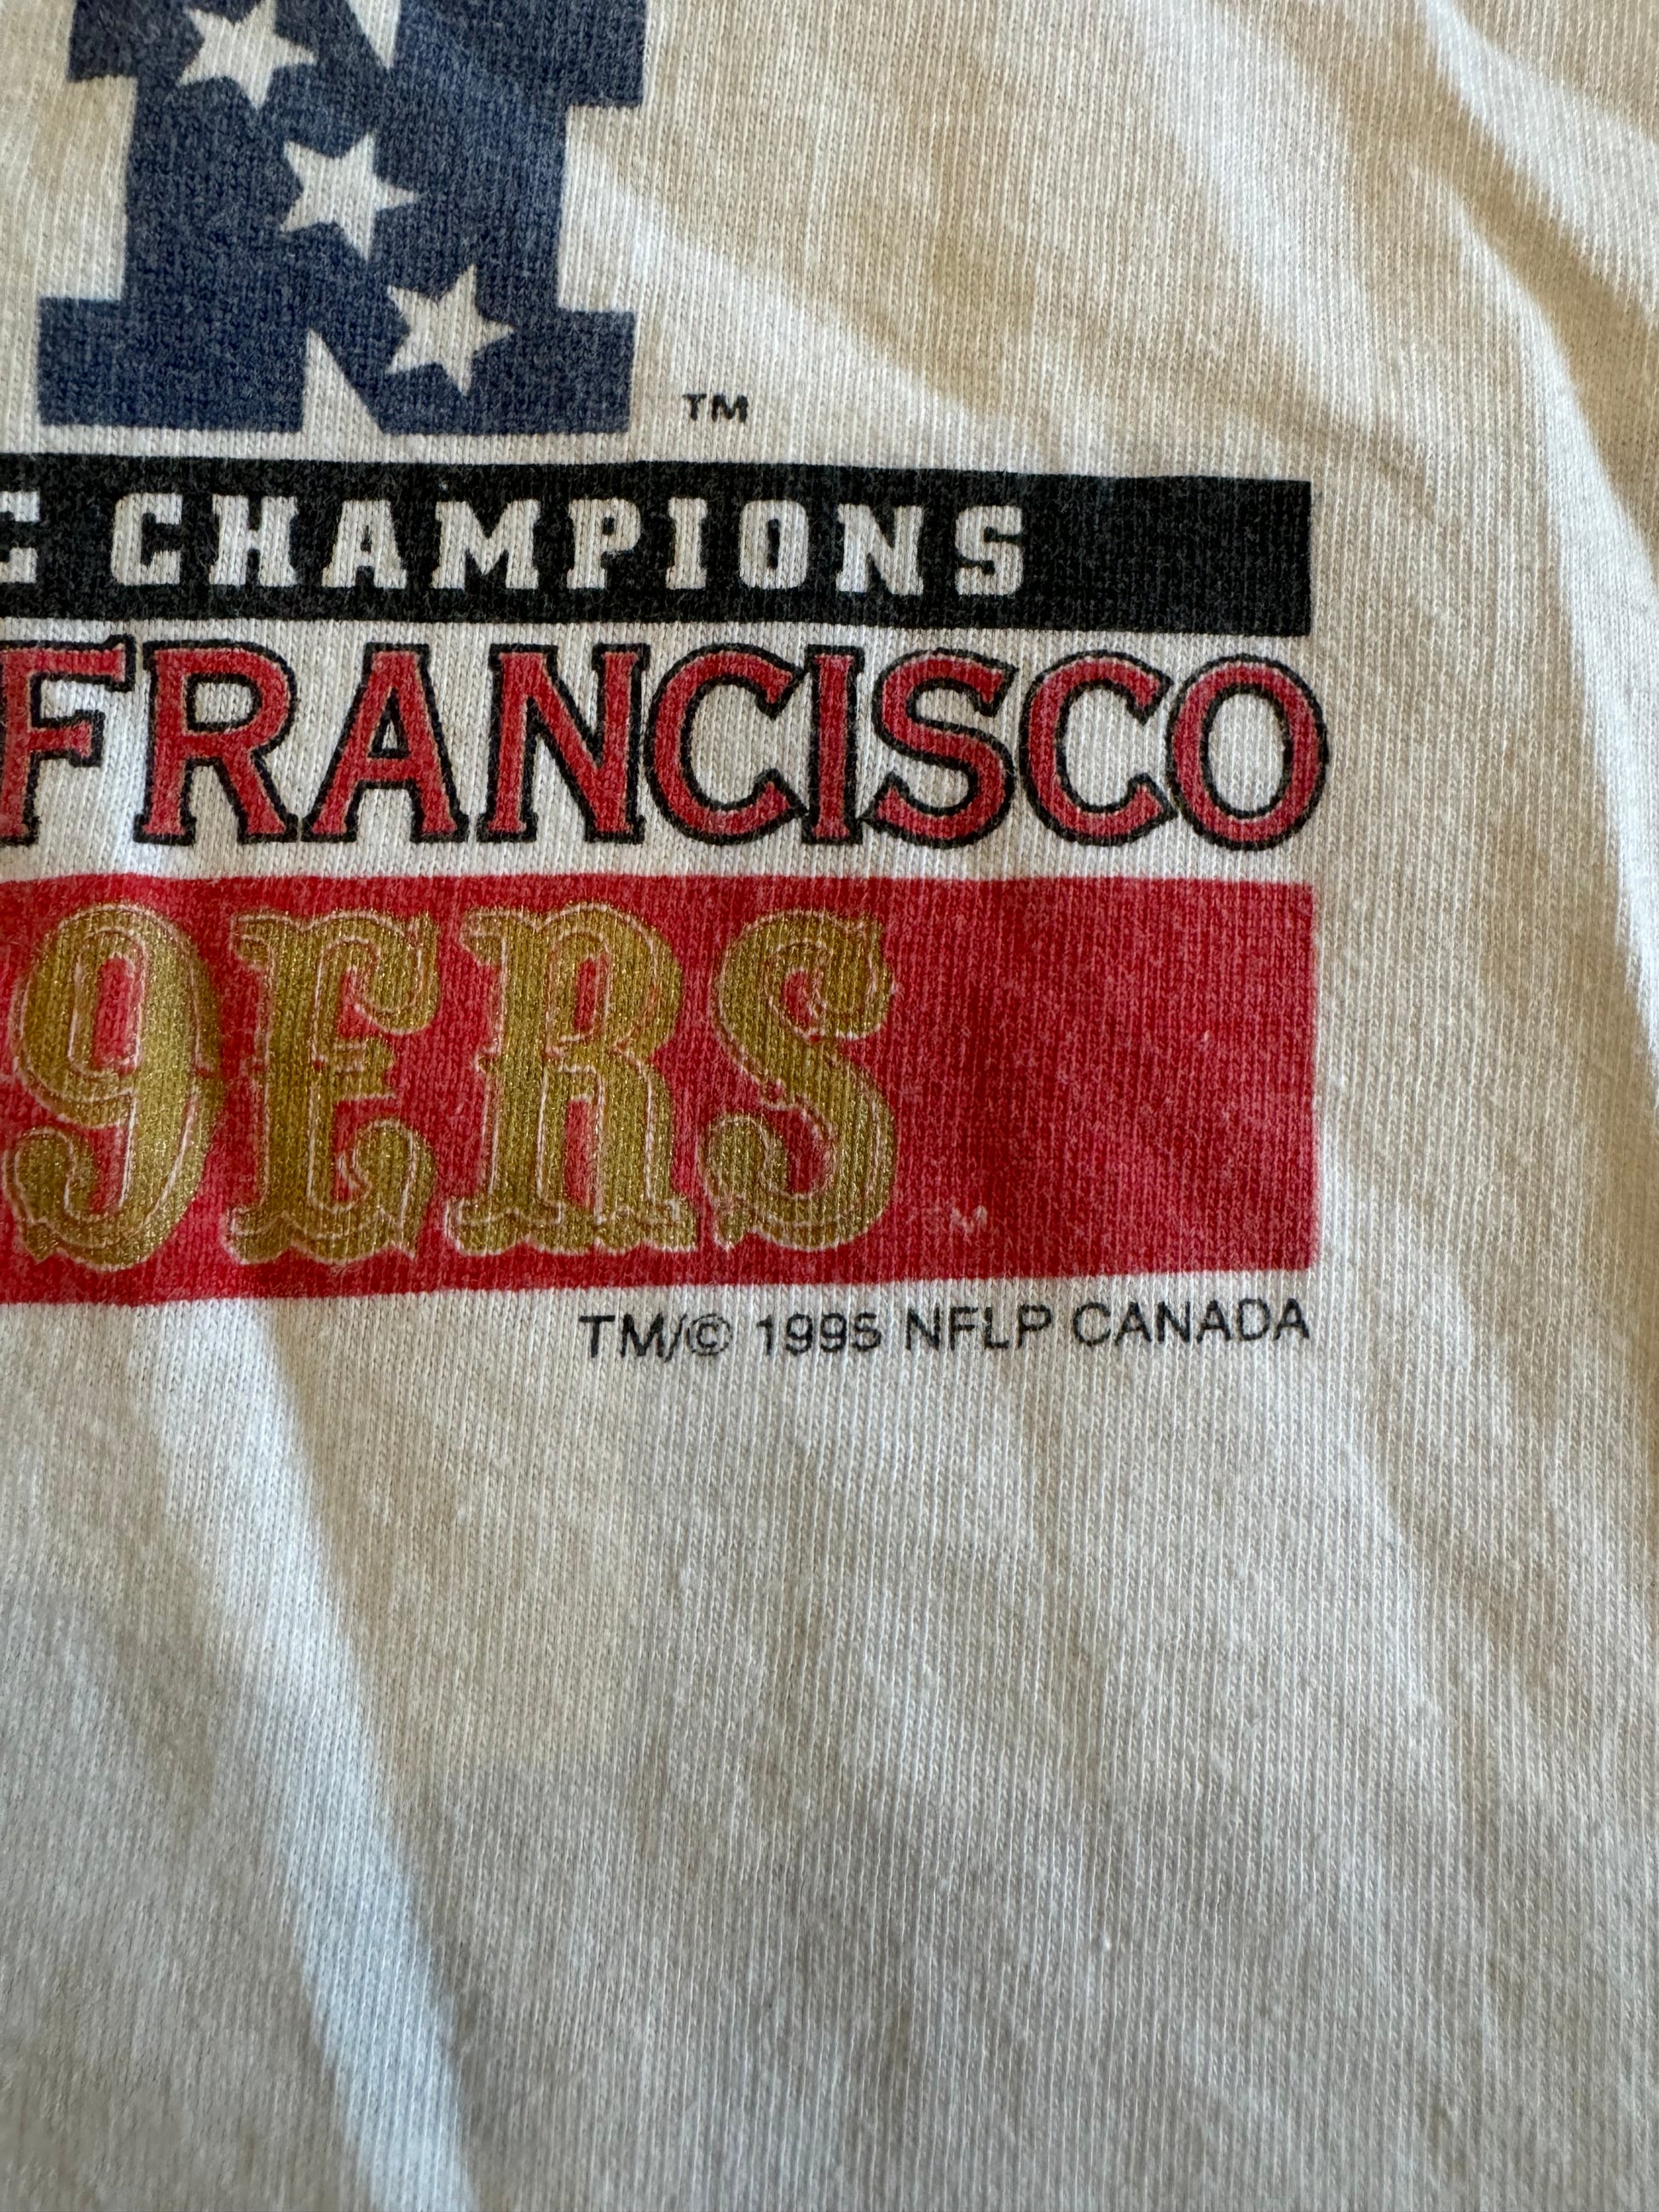 N
TM
C CHAMPIONS
FRANCISCO
9ERS
TM/© 1995 NFLP CANADA